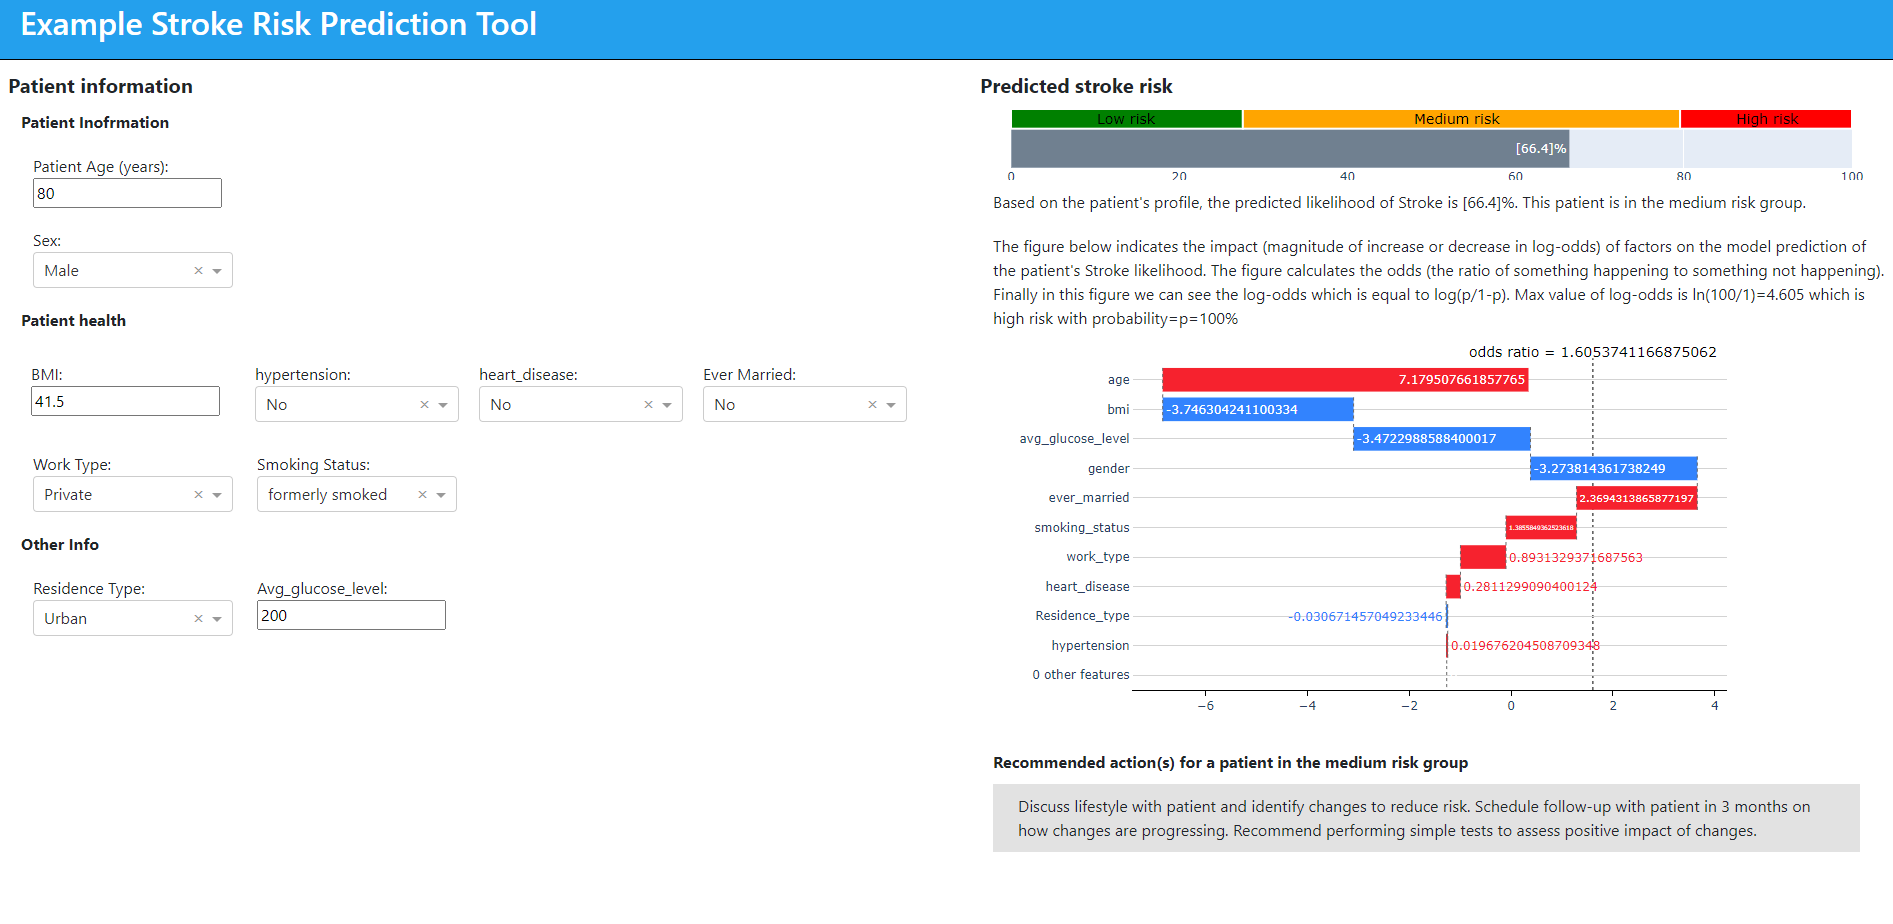 Example Stroke Risk Prediction Tool
Patient information
Patient Inofrmation
Patient Age (years):
80
Sex:
Male
Patient health
BMI:
hypertension:
heart_disease:
Ever Married:
41.5
No
No
No
Work Type:
Smoking Status:
Private
formerly smoked
Other Info
Residence Type:
Avg_glucose_level:
Urban
200
Predicted stroke risk
Low risk
Medium risk
High risk
[66.4]%
0
20
40
60
80
100
Based on the patient's profile, the predicted likelihood of Stroke is [66.4]%. This patient is in the medium risk group.
The figure below indicates the impact (magnitude of increase or decrease in log-odds) of factors on the model prediction of
the patient's Stroke likelihood. The figure calculates the odds (the ratio of something happening to something not happening).
Finally in this figure we can see the log-odds which is equal to log(p/1-p). Max value of log-odds is ln(100/1)=4.605 which is
high risk with probability=p=100%
odds ratio = 1.6053741166875062
age
7.179507661857765
bmi
-3.746304241100334
avg_glucose_level
-3.4722988588400017
gender
-3.273814361738249
ever_married
2.3694313865877197
smoking_status
1.3855849362523618
work_type
0.8931329371687563
heart_disease
0.2811299090400124
Residence_type
-0.030671457049233446
hypertension
0.019676204508709348
0 other features
−6
−4
−2
0
2
4
Recommended action(s) for a patient in the medium risk group
Discuss lifestyle with patient and identify changes to reduce risk. Schedule follow-up with patient in 3 months on
how changes are progressing. Recommend performing simple tests to assess positive impact of changes.